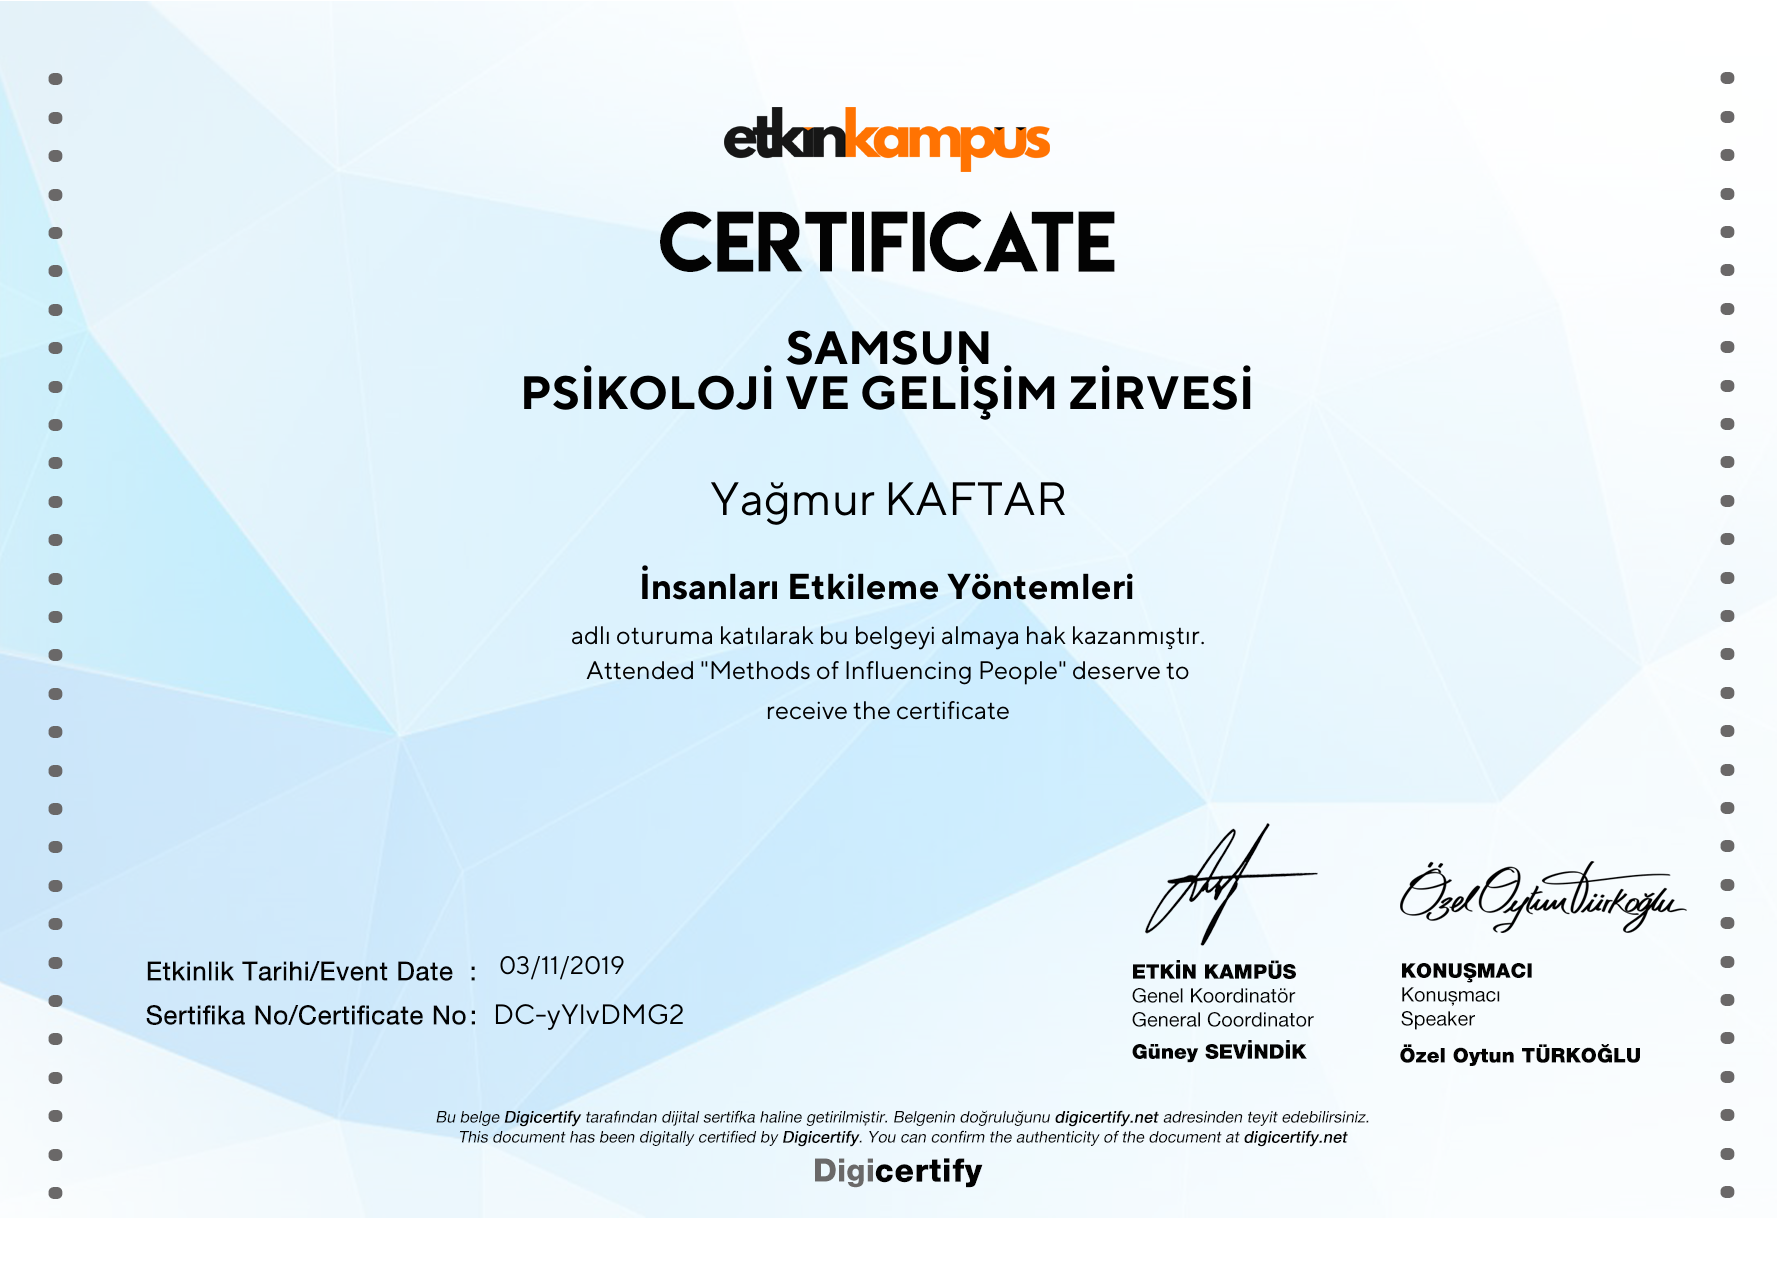 etkinkampüs
CERTIFICATE
SAMSUN
PSİKOLOJİ VE GELİŞİM ZİRVESİ
Yağmur KAFTAR
İnsanları Etkileme Yöntemleri
adlı oturuma katılarak bu belgeyi almaya hak kazanmıştır.
Attended "Methods of Influencing People" deserve to
receive the certificate
Özel Oytun Türkoğlu
Etkinlik Tarihi/Event Date : 03/11/2019
Sertifika No/Certificate No: DC-yYIvDMG2
ETKİN KAMPÜS
Genel Koordinatör
General Coordinator
Güney SEVİNDİK
KONUŞMACI
Konuşmacı
Speaker
Özel Oytun TÜRKOĞLU
Bu belge Digicertify tarafından dijital sertifka haline getirilmiştir. Belgenin doğruluğunu digicertify.net adresinden teyit edebilirsiniz.
This document has been digitally certified by Digicertify. You can confirm the authenticity of the document at digicertify.net
Digicertify